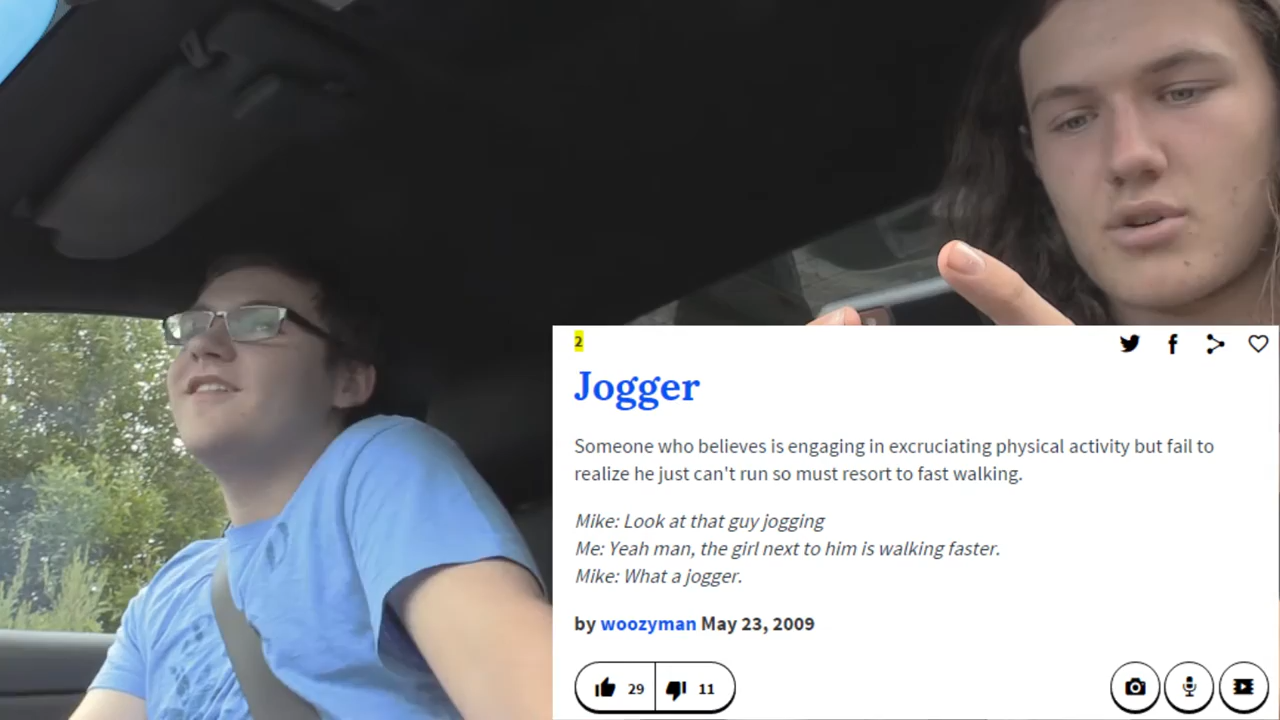 2
Jogger
Someone who believes is engaging in excruciating physical activity but fail to
realize he just can't run so must resort to fast walking.
Mike: Look at that guy jogging
Me: Yeah man, the girl next to him is walking faster.
Mike: What a jogger.
by woozyman May 23, 2009
29 11